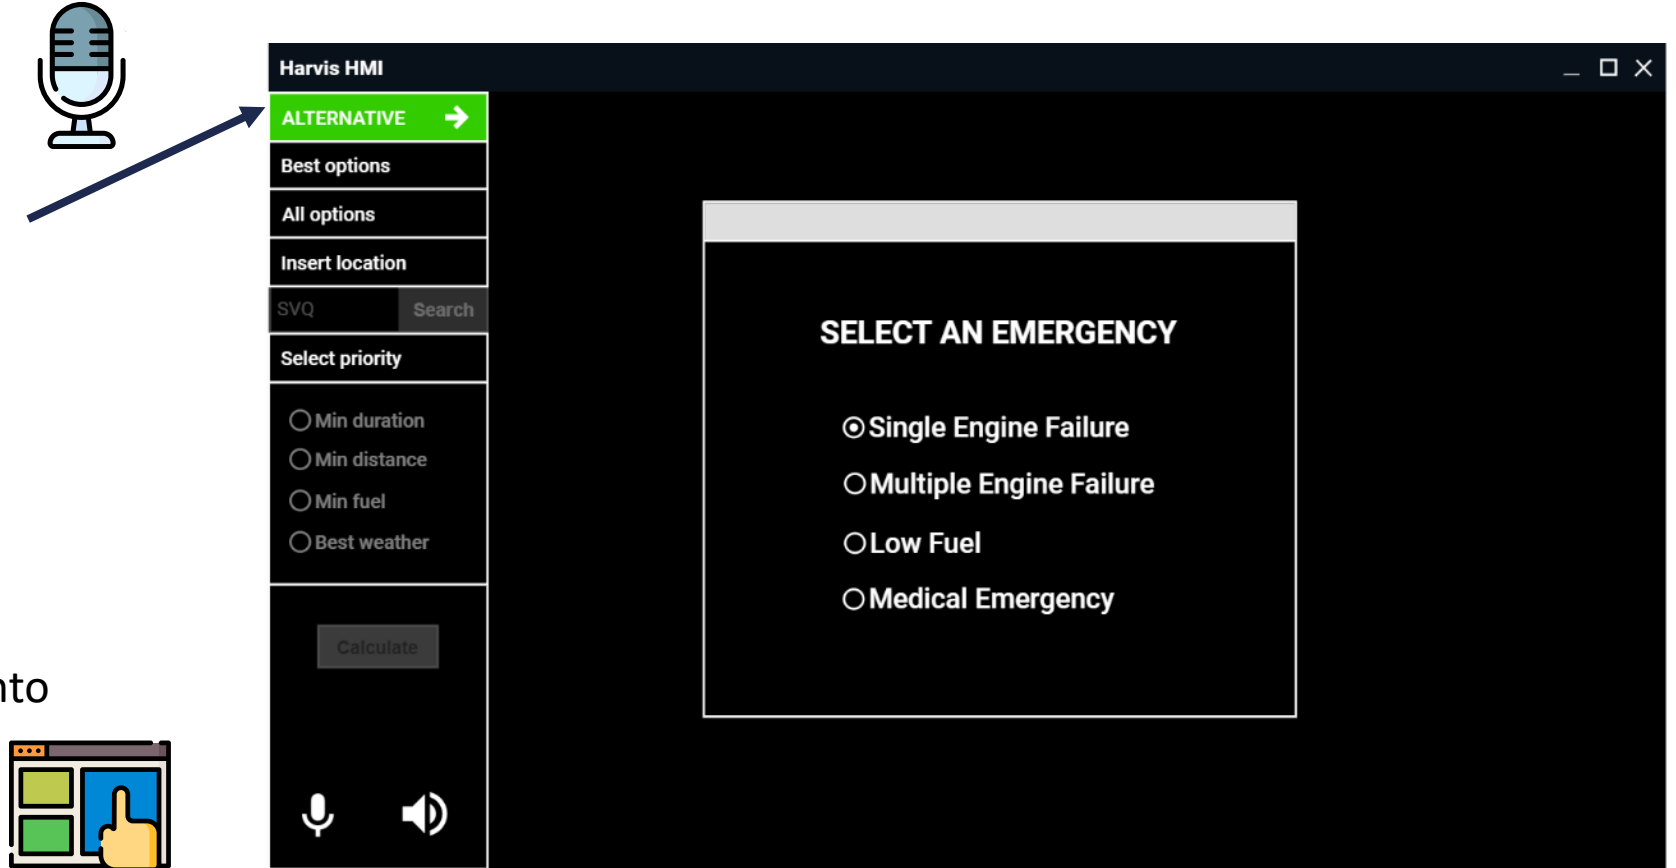 Harvis HMI
ALTERNATIVE
Best options
All options
Insert location
SVQ Search
Select priority
Min duration
Min distance
Min fuel
Best weather
Calculate
SELECT AN EMERGENCY
Single Engine Failure
Multiple Engine Failure
Low Fuel
Medical Emergency
nto